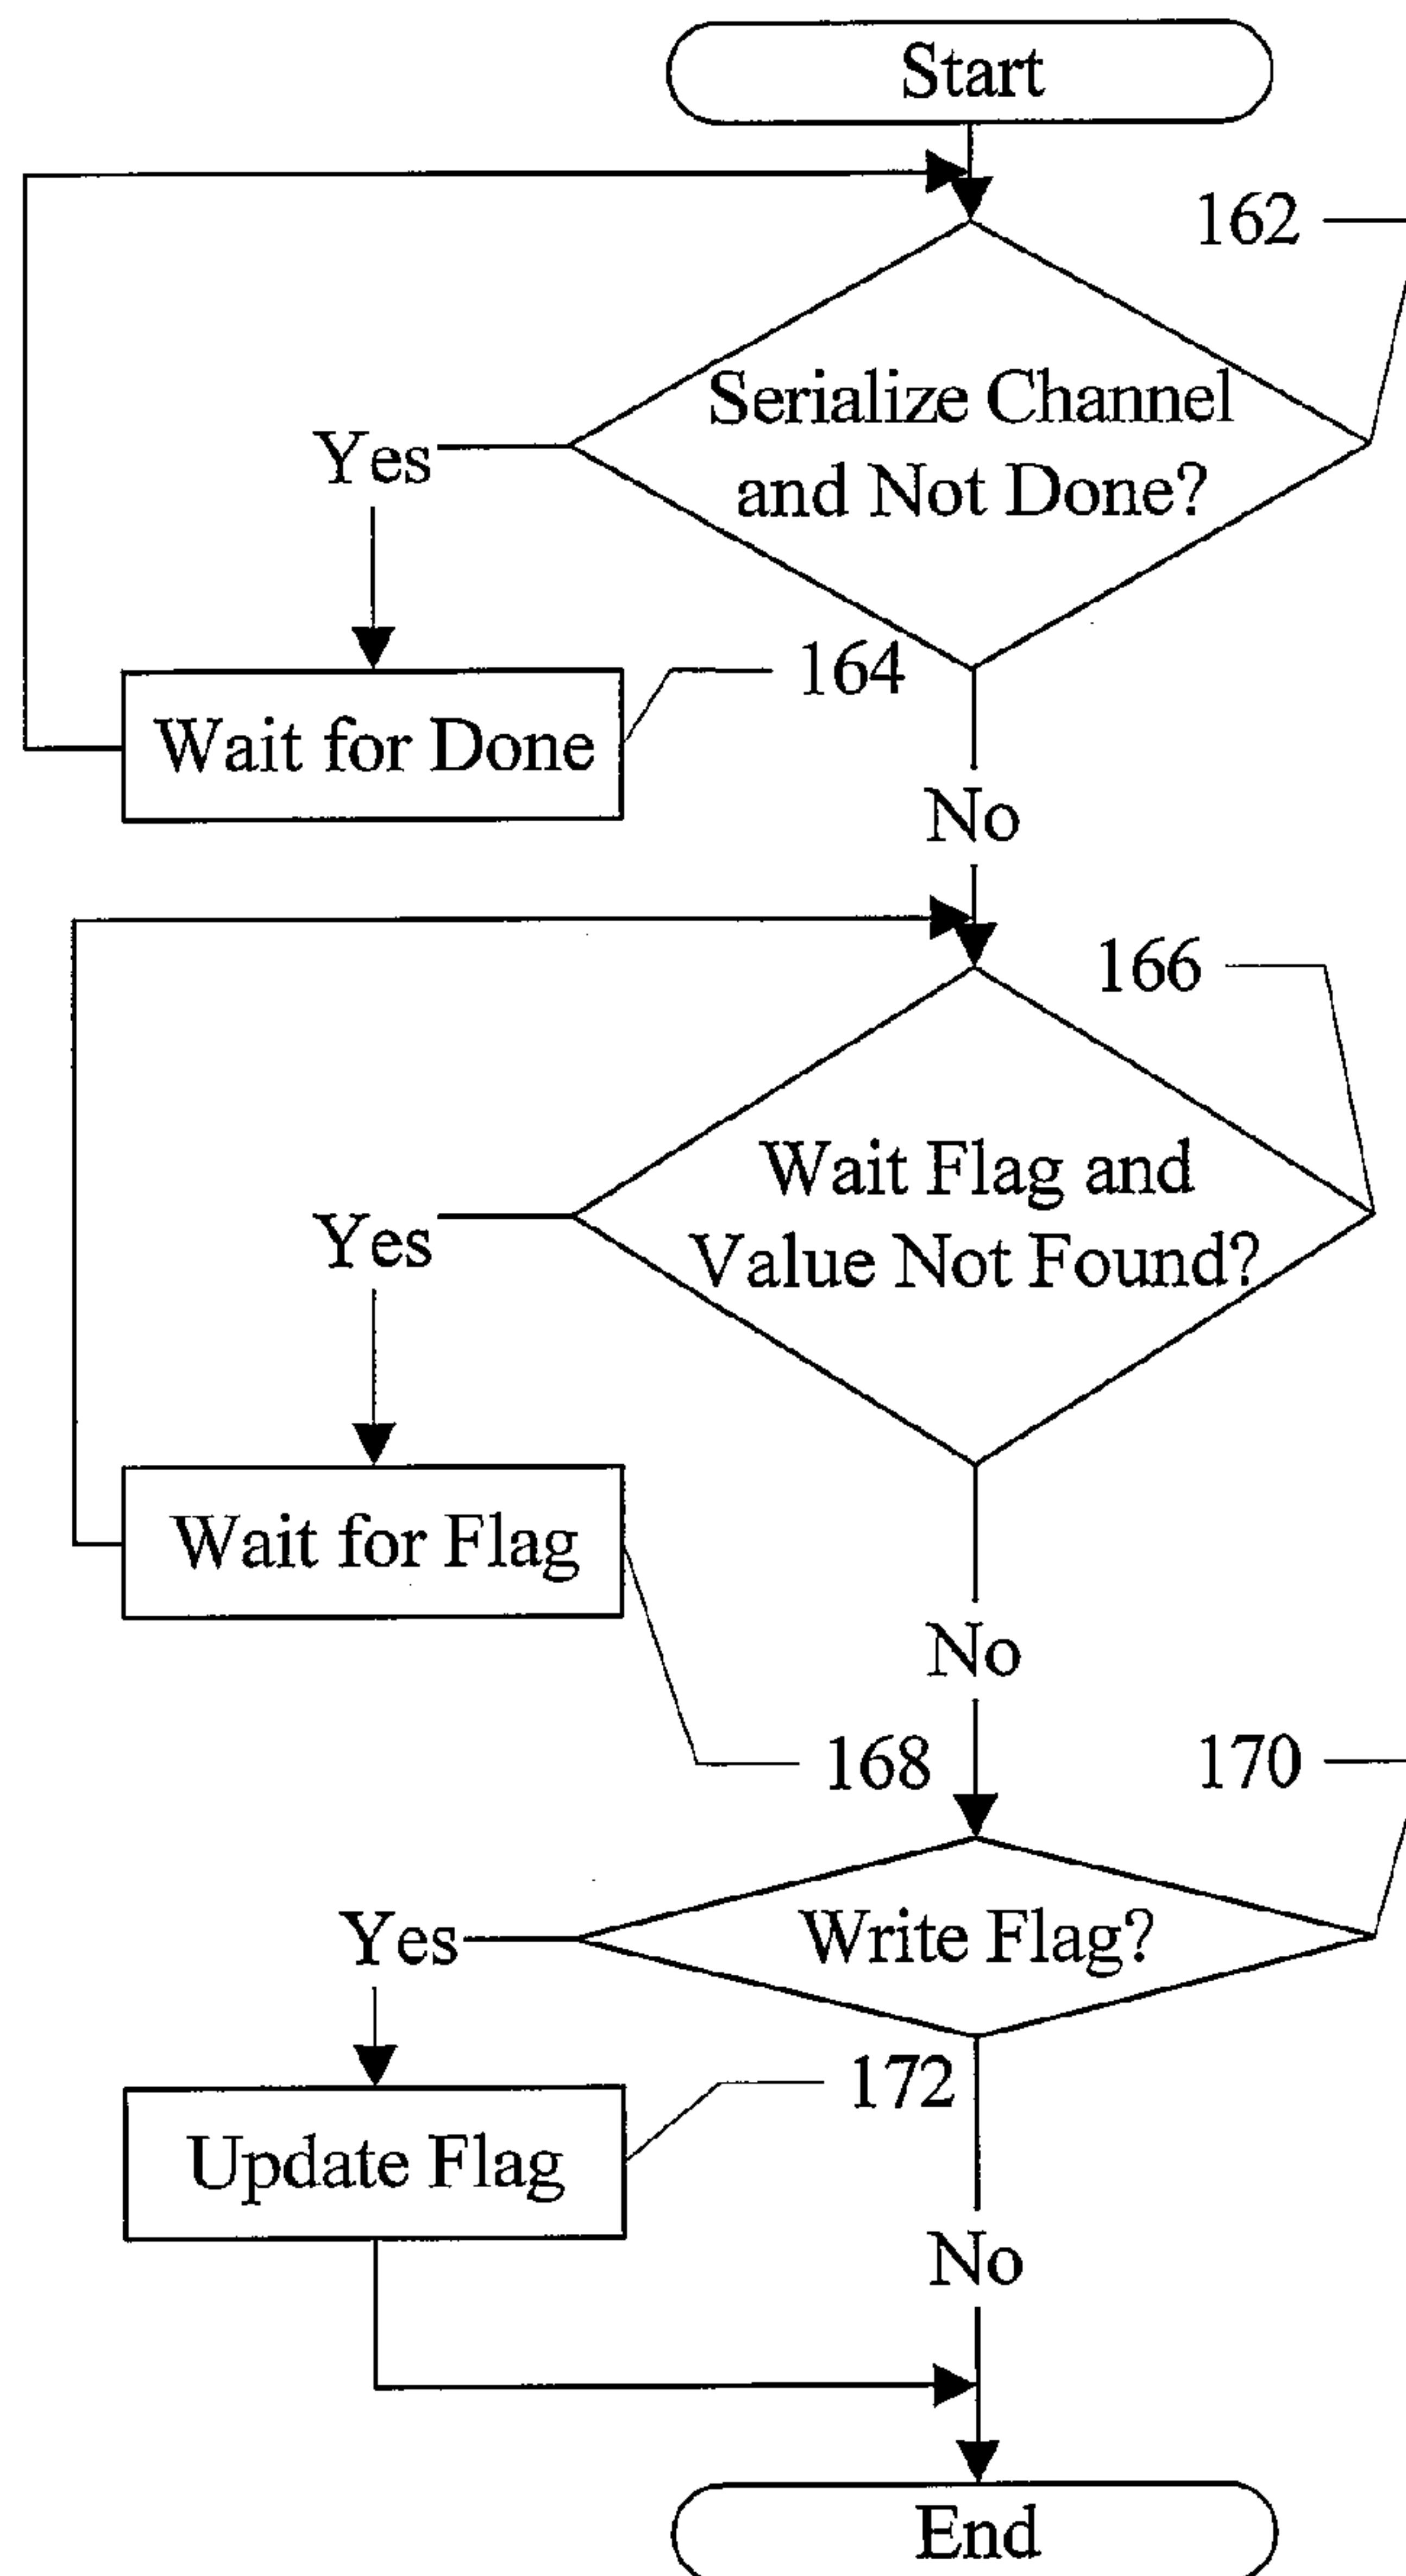 Start
162
Serialize Channel
and Not Done?
Yes
164
Wait for Done
No
166
Wait Flag and
Value Not Found?
Yes
Wait for Flag
No
168
170
Write Flag?
Yes
172
Update Flag
No
End